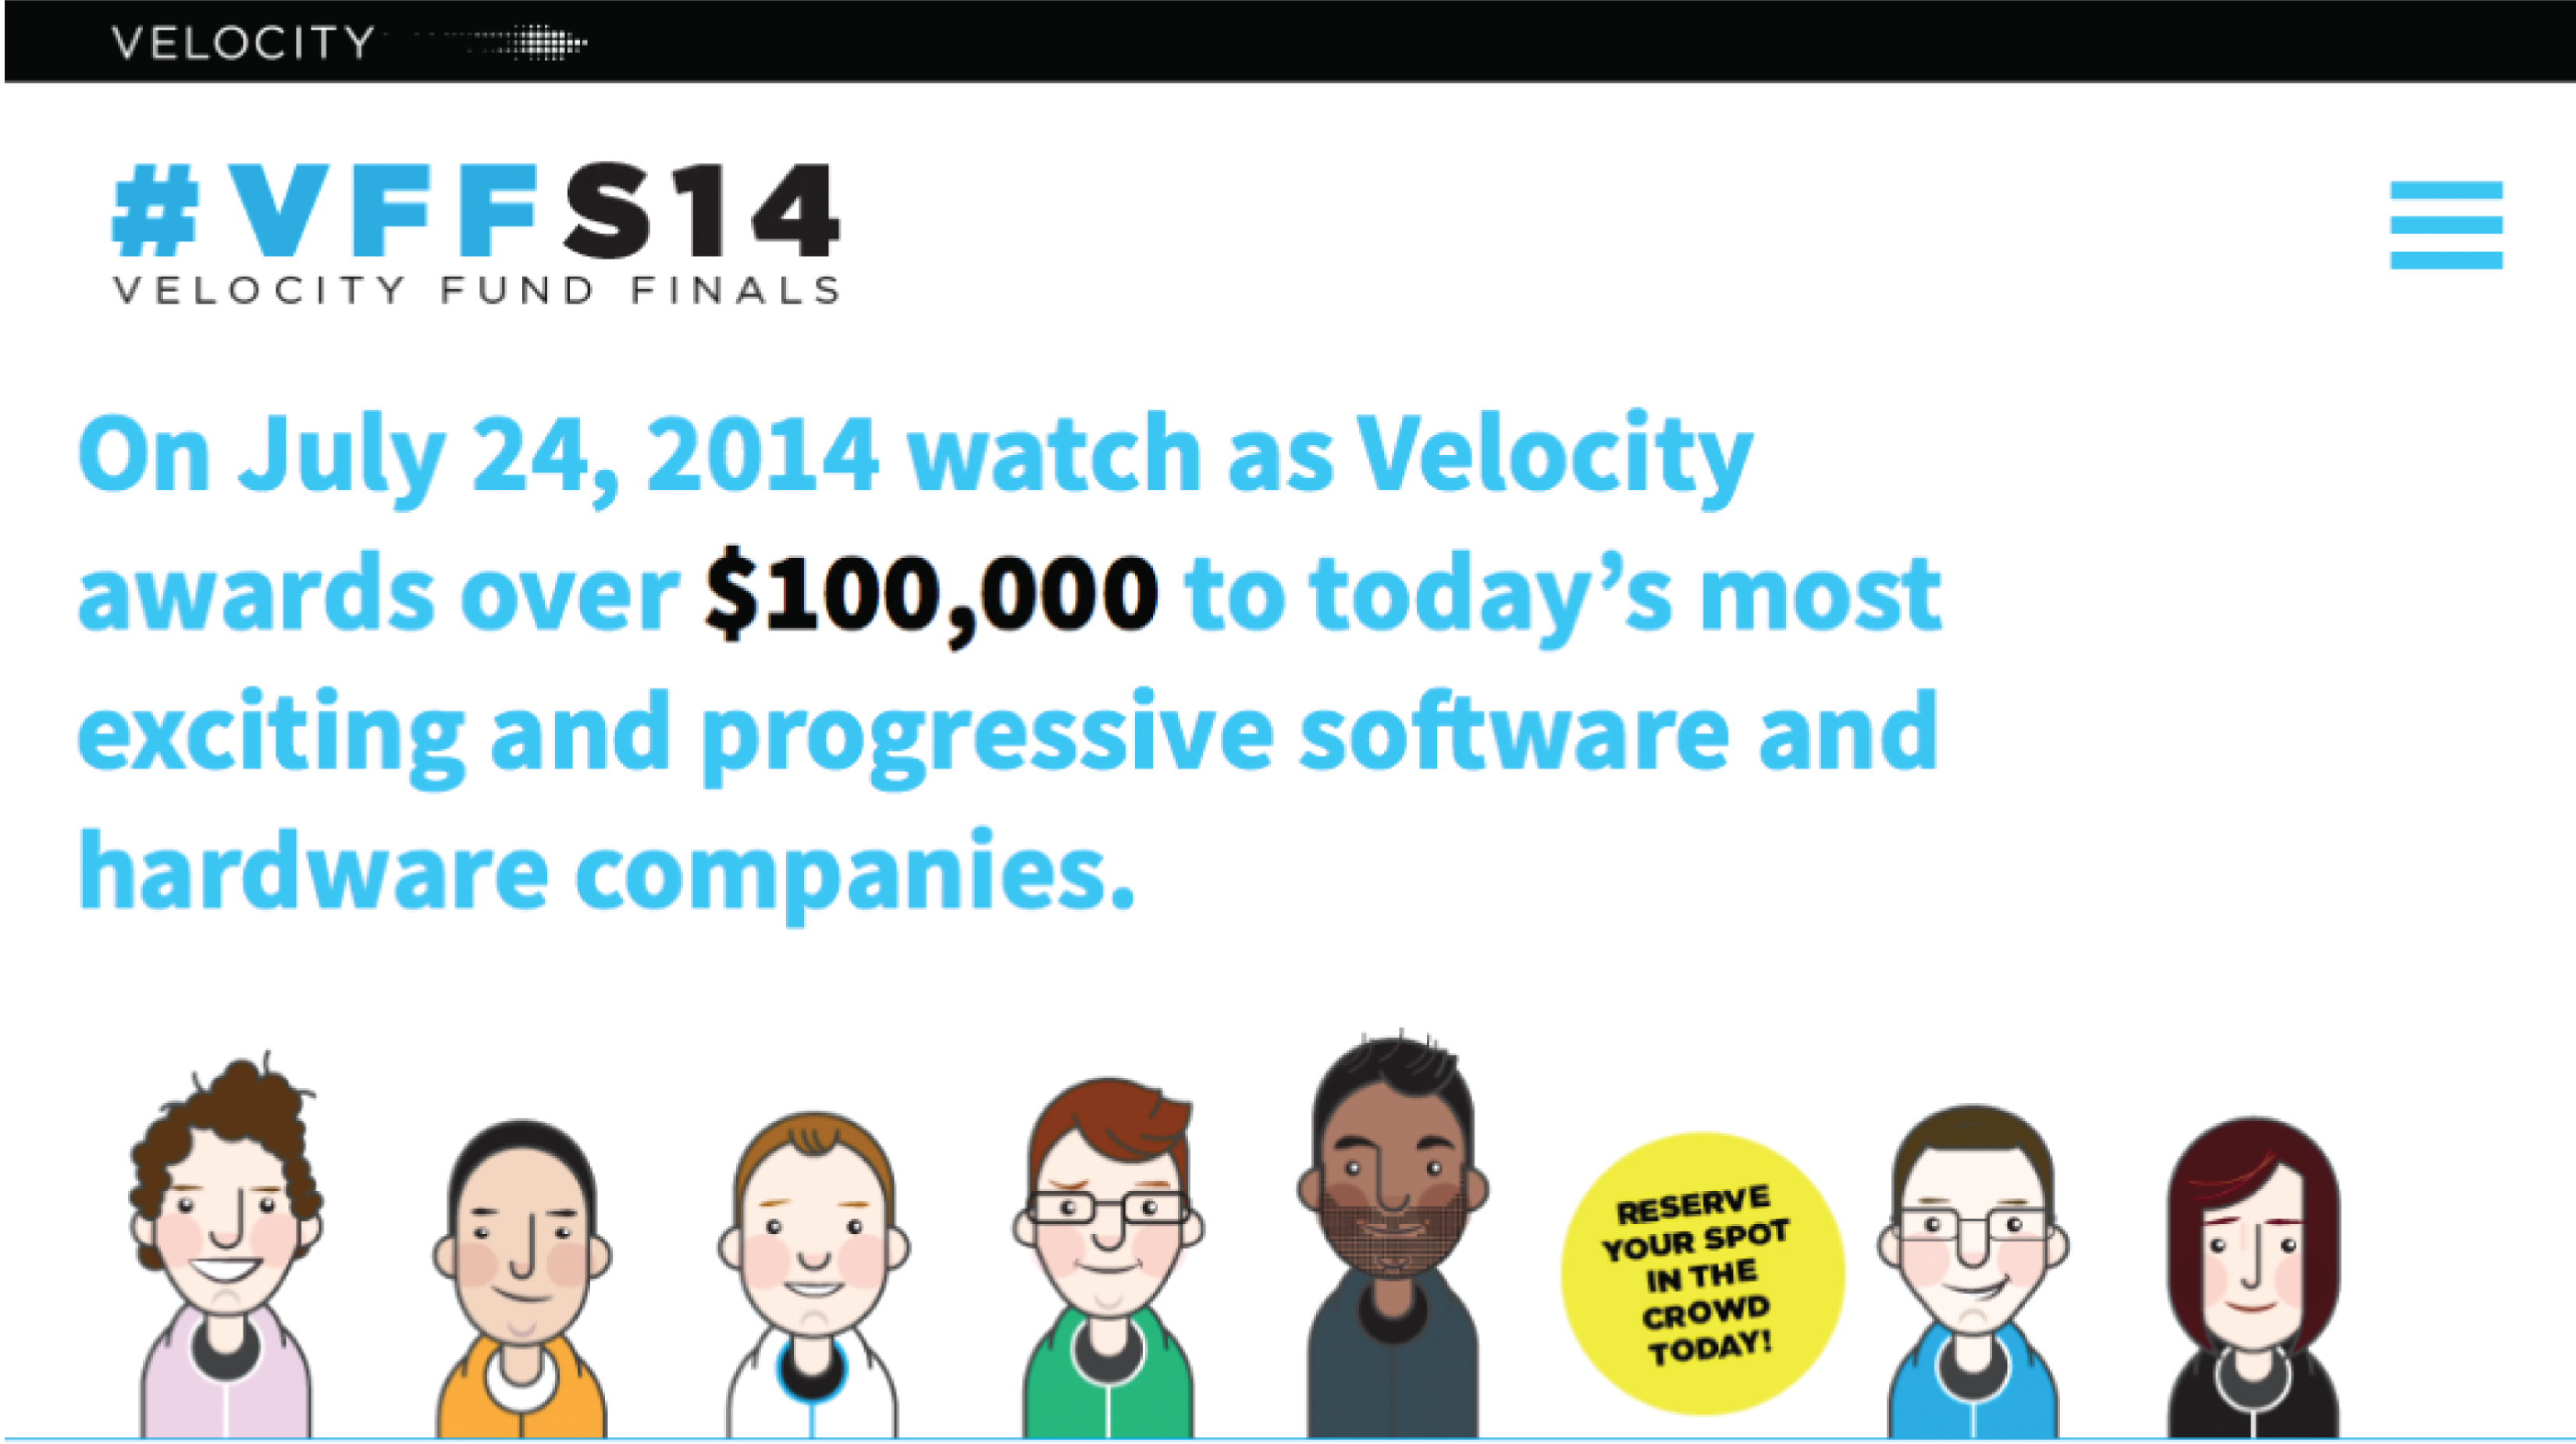 VELOCITY
#VFFS14
VELOCITY FUND FINALS
On July 24, 2014 watch as Velocity
awards over $100,000 to today’s most
exciting and progressive software and
hardware companies.
RESERVE
YOUR SPOT
IN THE
CROWD
TODAY!